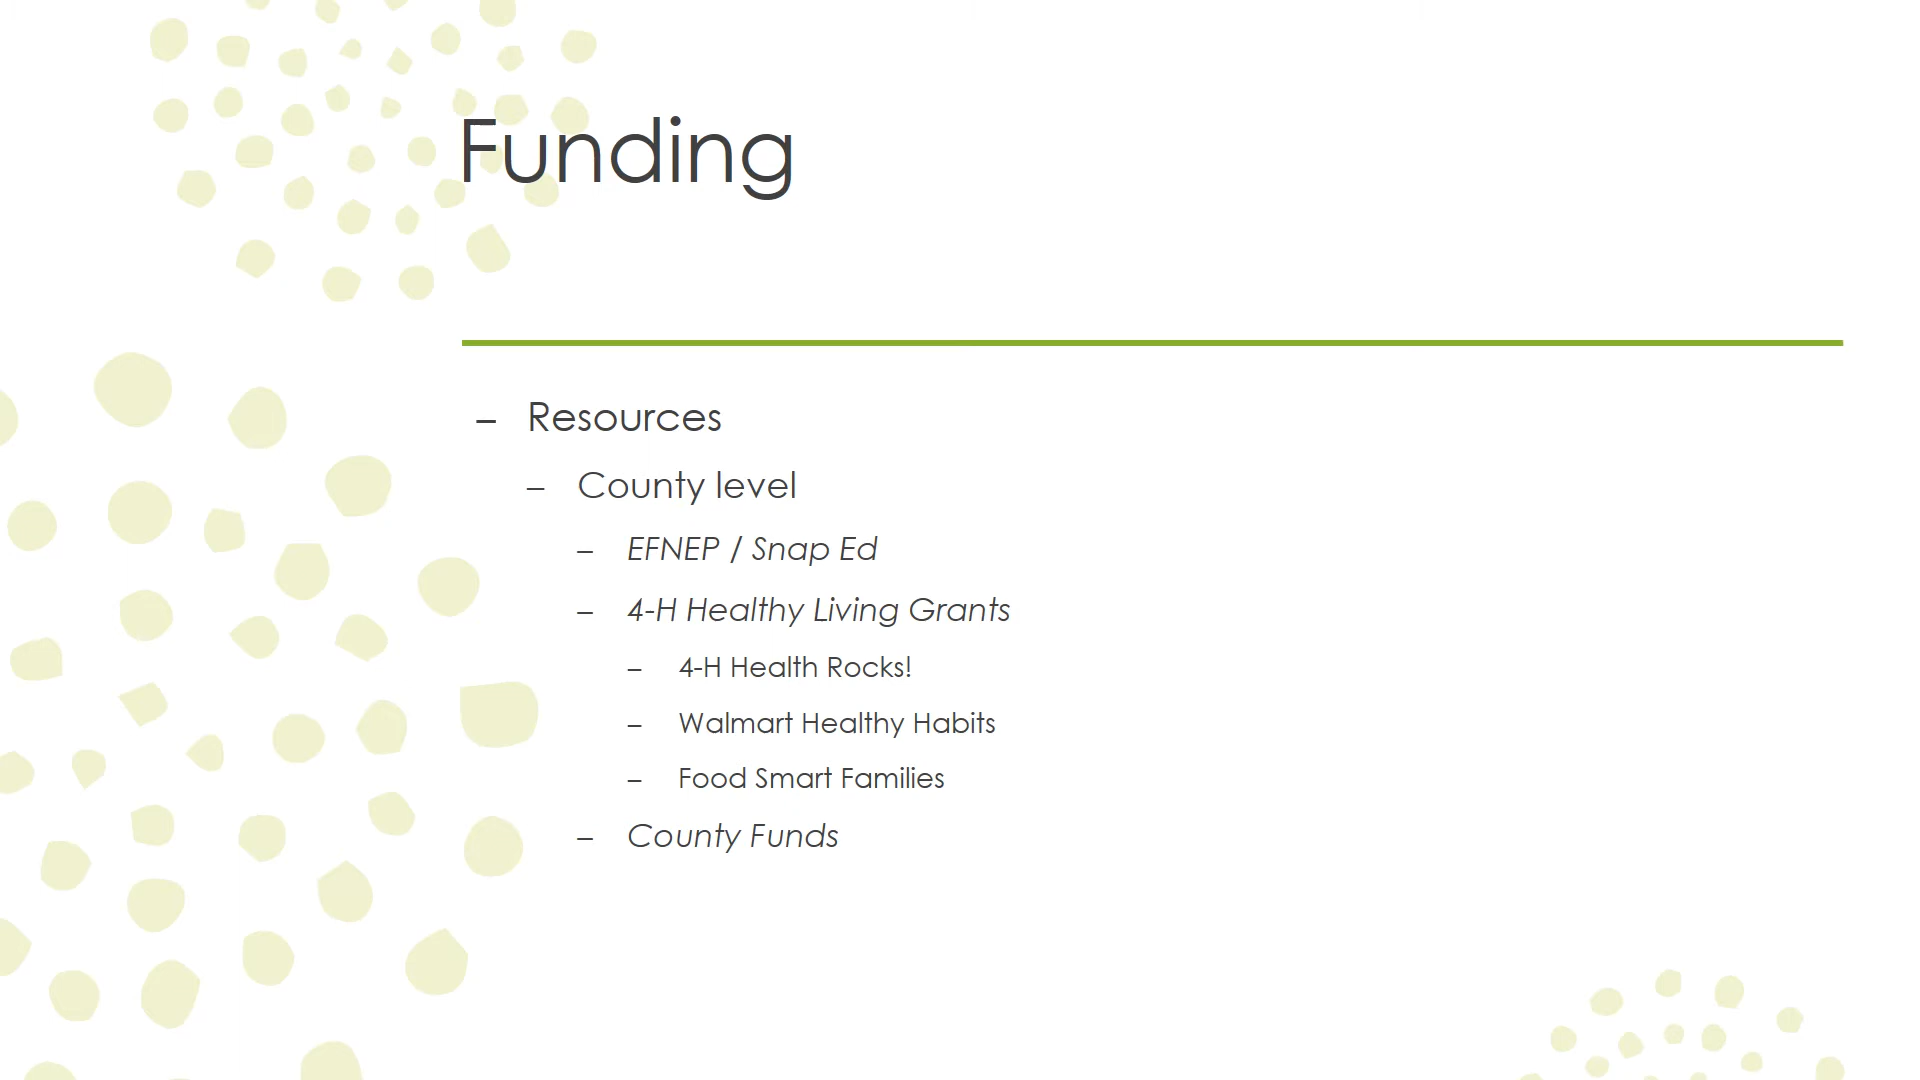 Funding
– Resources
– County level
– EFNEP / Snap Ed
– 4-H Healthy Living Grants
– 4-H Health Rocks!
– Walmart Healthy Habits
– Food Smart Families
– County Funds